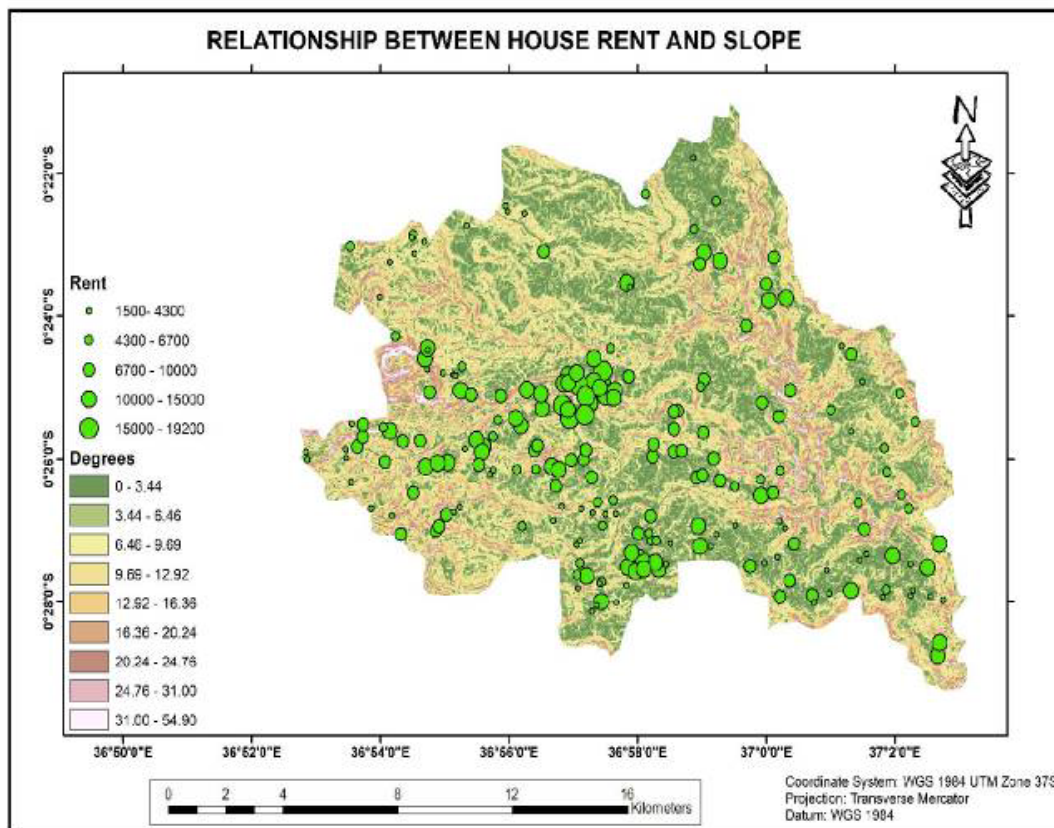 RELATIONSHIP BETWEEN HOUSE RENT AND SLOPE
N
0°22'0"S
0°24'0"S
0°26'0"S
0°28'0"S
Rent
1500- 4300
4300 - 6700
6700 - 10000
10000 - 15000
15000 - 19200
Degrees
0 - 3.44
3.44 - 6.46
6.46 - 9.69
9.69 - 12.92
12.92 - 16.36
16.36 - 20.24
20.24 - 24.76
24.76 - 31.00
31.00 - 54.90
36°50'0"E 36°52'0"E 36°54'0"E 36°56'0"E 36°58'0"E 37°0'0"E 37°2'0"E
0 2 4 8 12 16
Kilometers
Coordinate System: WGS 1984 UTM Zone 37S
Projection: Transverse Mercator
Datum: WGS 1984